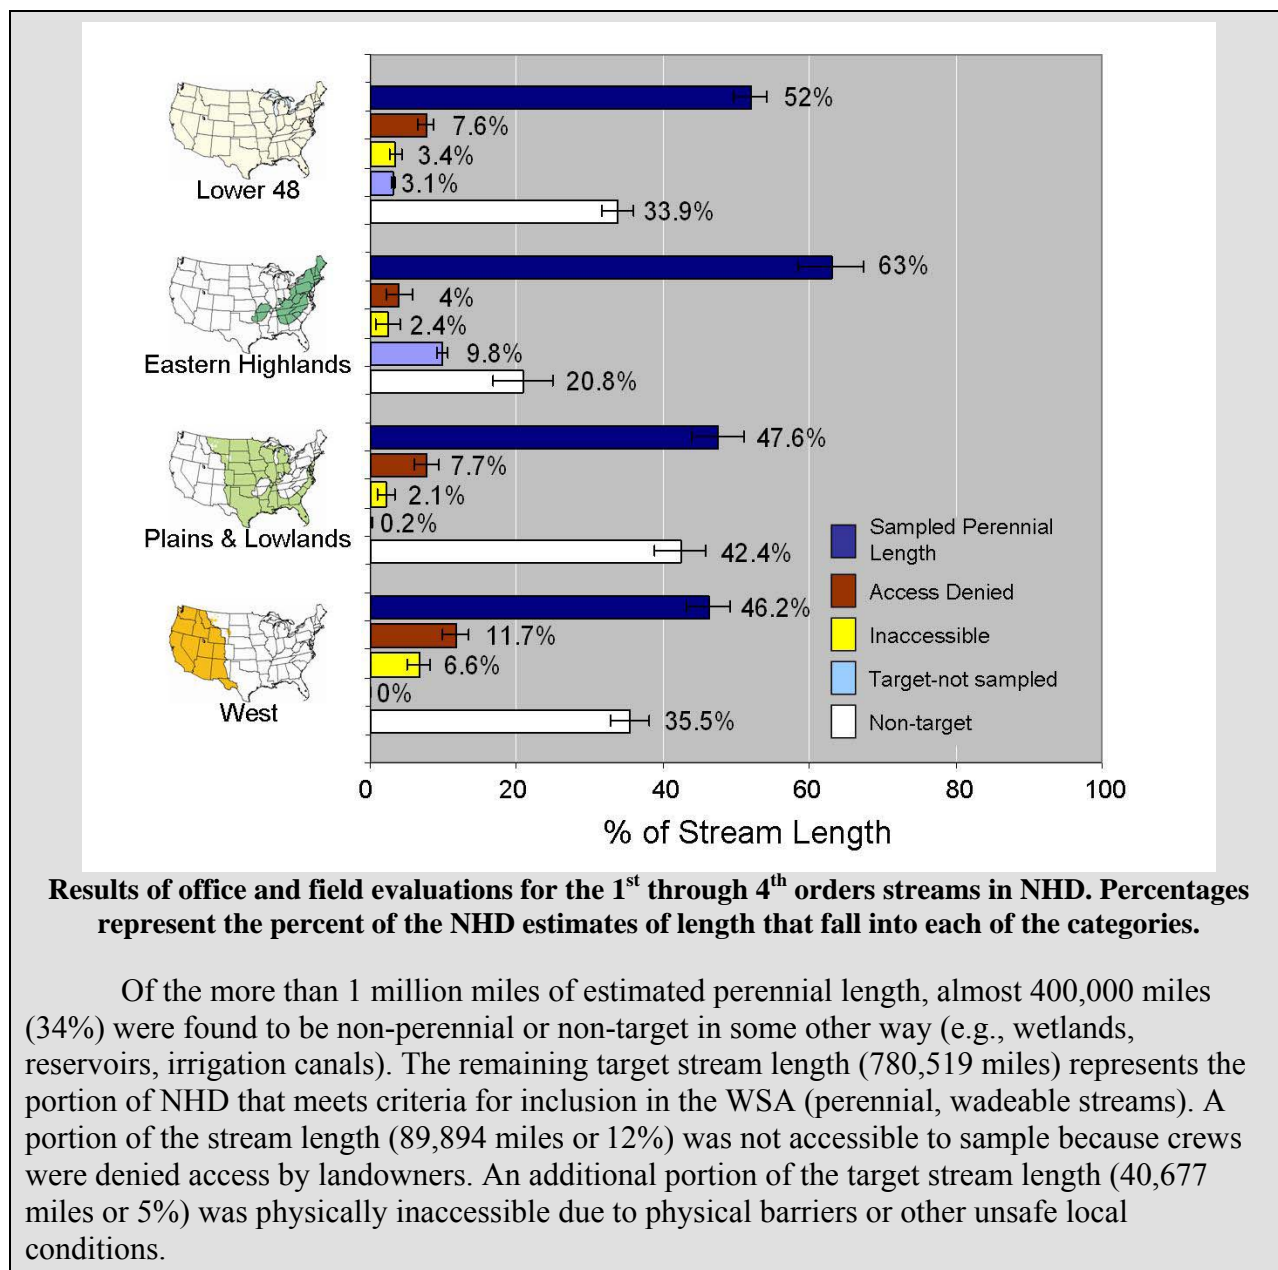 52%
7.6%
3.4%
3.1%
Lower 48
33.9%
63%
4%
2.4%
9.8%
Eastern Highlands
20.8%
47.6%
7.7%
2.1%
0.2%
Plains & Lowlands
42.4%
46.2%
11.7%
6.6%
0%
West
35.5%
Sampled Perennial
Length
Access Denied
Inaccessible
Target-not sampled
Non-target
0 20 40 60 80 100
% of Stream Length
Results of office and field evaluations for the 1st through 4th orders streams in NHD. Percentages
represent the percent of the NHD estimates of length that fall into each of the categories.
Of the more than 1 million miles of estimated perennial length, almost 400,000 miles
(34%) were found to be non-perennial or non-target in some other way (e.g., wetlands,
reservoirs, irrigation canals). The remaining target stream length (780,519 miles) represents the
portion of NHD that meets criteria for inclusion in the WSA (perennial, wadeable streams). A
portion of the stream length (89,894 miles or 12%) was not accessible to sample because crews
were denied access by landowners. An additional portion of the target stream length (40,677
miles or 5%) was physically inaccessible due to physical barriers or other unsafe local
conditions.